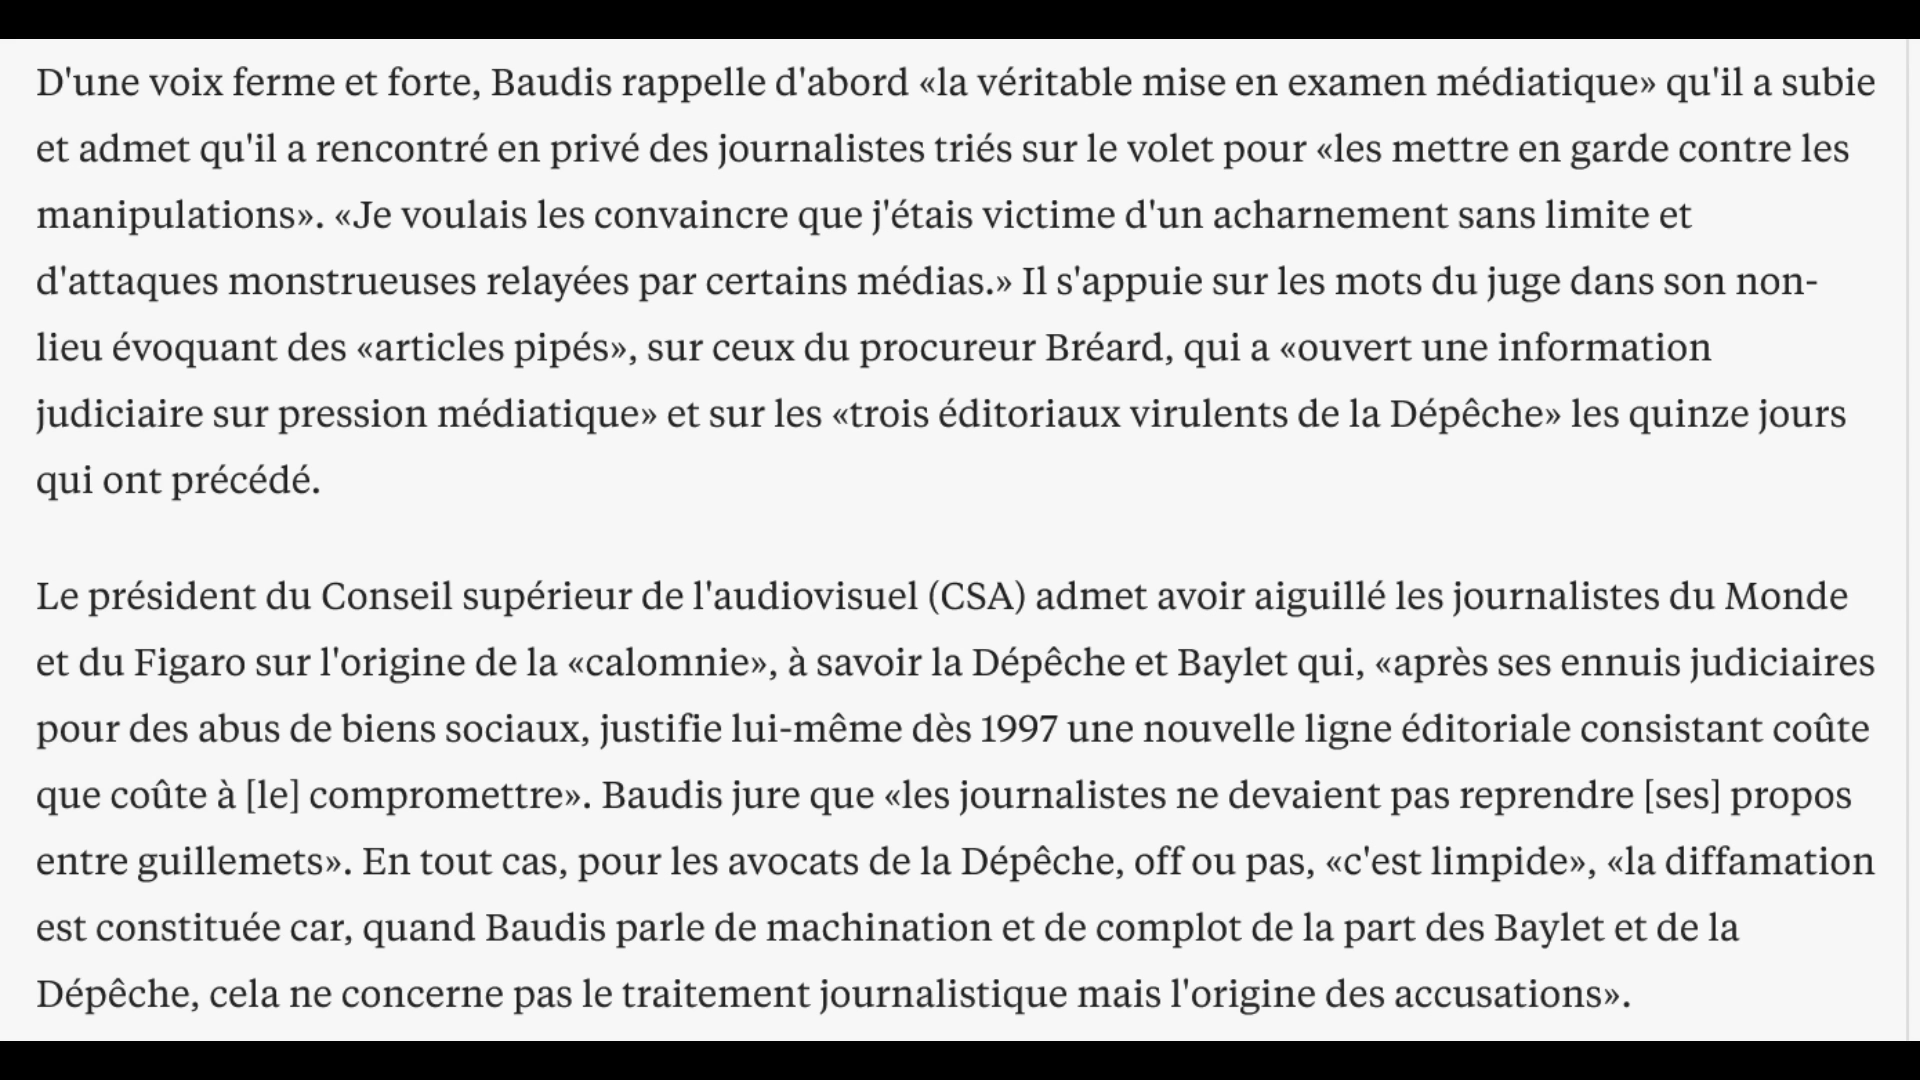 D'une voix ferme et forte, Baudis rappelle d'abord «la véritable mise en examen médiatique» qu'il a subie
et admet qu'il a rencontré en privé des journalistes triés sur le volet pour «les mettre en garde contre les
manipulations». «Je voulais les convaincre que j'étais victime d'un acharnement sans limite et
d'attaques monstrueuses relayées par certains médias.» Il s'appuie sur les mots du juge dans son non-
lieu évoquant des «articles pipés», sur ceux du procureur Bréard, qui a «ouvert une information
judiciaire sur pression médiatique» et sur les «trois éditoriaux virulents de la Dépêche» les quinze jours
qui ont précédé.
Le président du Conseil supérieur de l'audiovisuel (CSA) admet avoir aiguillé les journalistes du Monde
et du Figaro sur l'origine de la «calomnie», à savoir la Dépêche et Baylet qui, «après ses ennuis judiciaires
pour des abus de biens sociaux, justifie lui-même dès 1997 une nouvelle ligne éditoriale consistant coûte
que coûte à [le] compromettre». Baudis jure que «les journalistes ne devaient pas reprendre [ses] propos
entre guillemets». En tout cas, pour les avocats de la Dépêche, off ou pas, «c'est limpide», «la diffamation
est constituée car, quand Baudis parle de machination et de complot de la part des Baylet et de la
Dépêche, cela ne concerne pas le traitement journalistique mais l'origine des accusations».